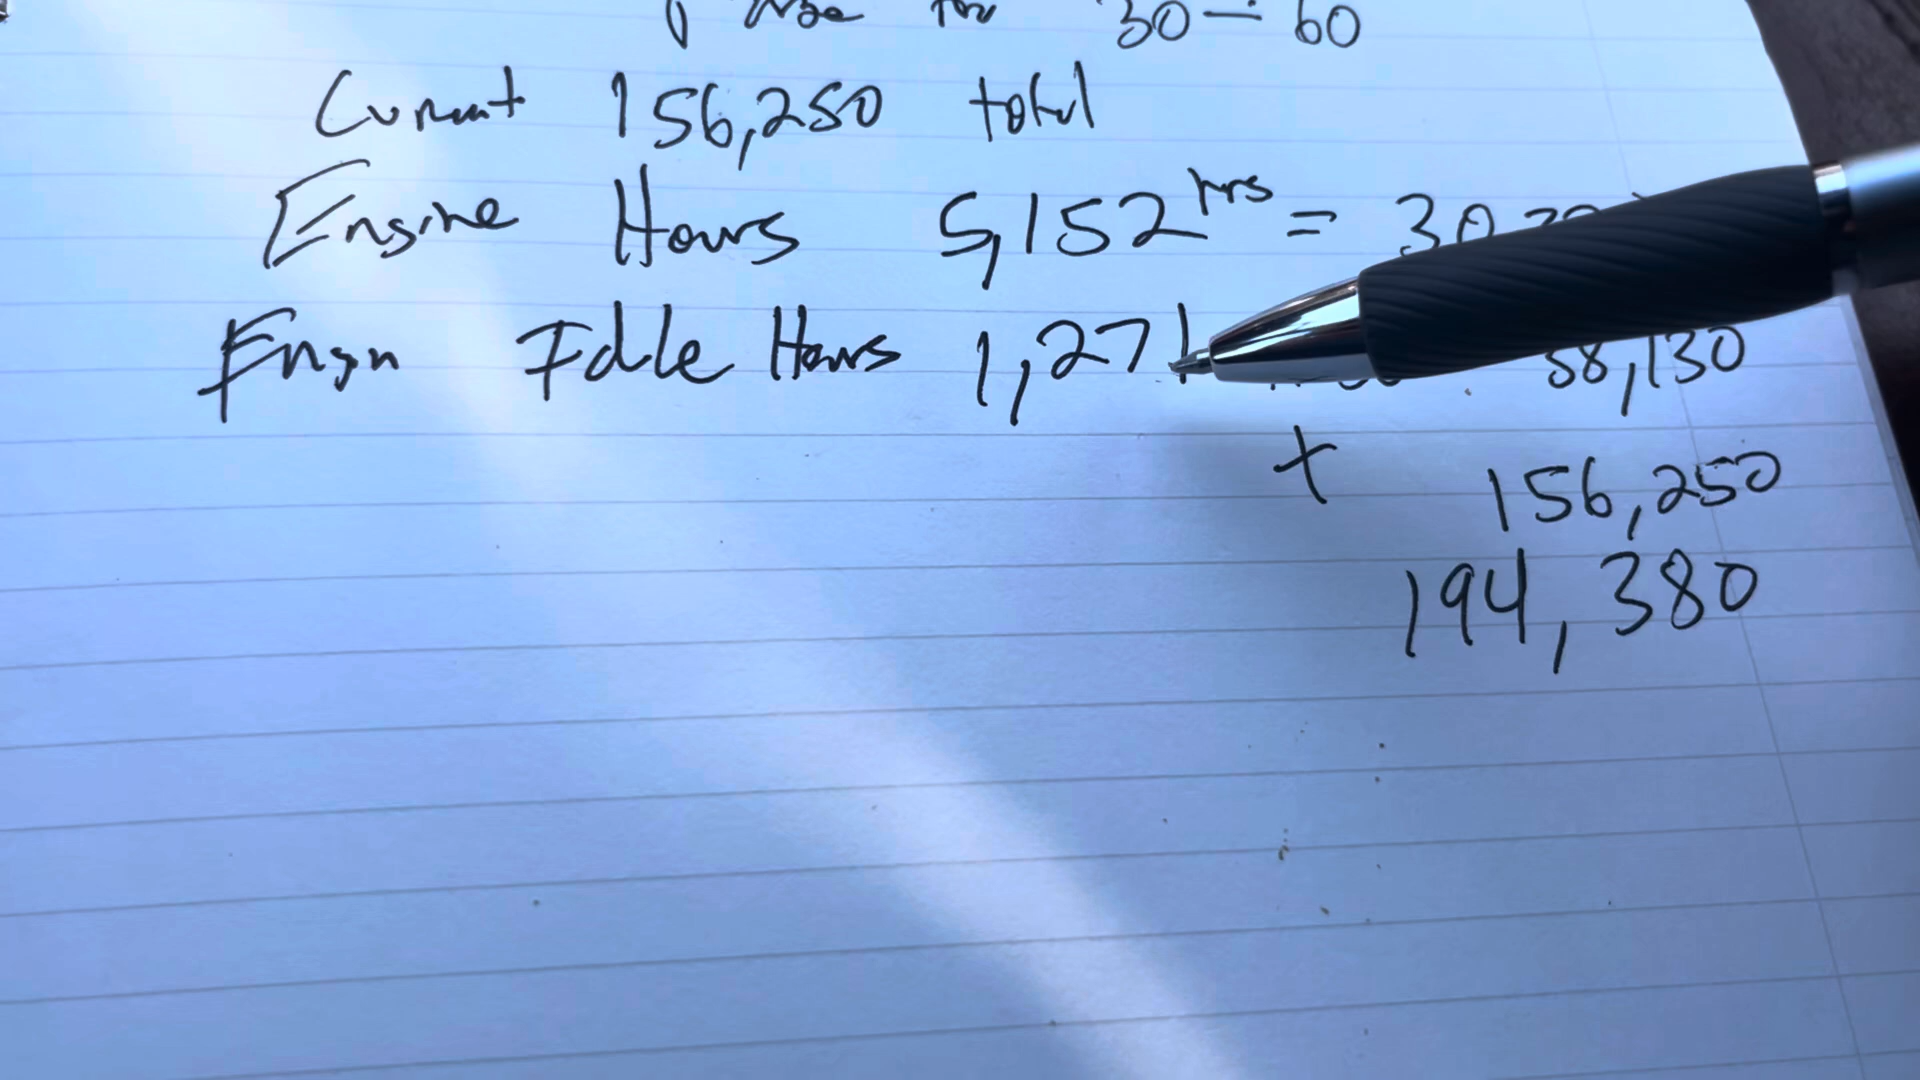 30 – 60
Current 156,250 total
Engine Hours 5,152 hrs = 30
Engn Idle Hours 1,271 38,130
+ 156,250
194,380